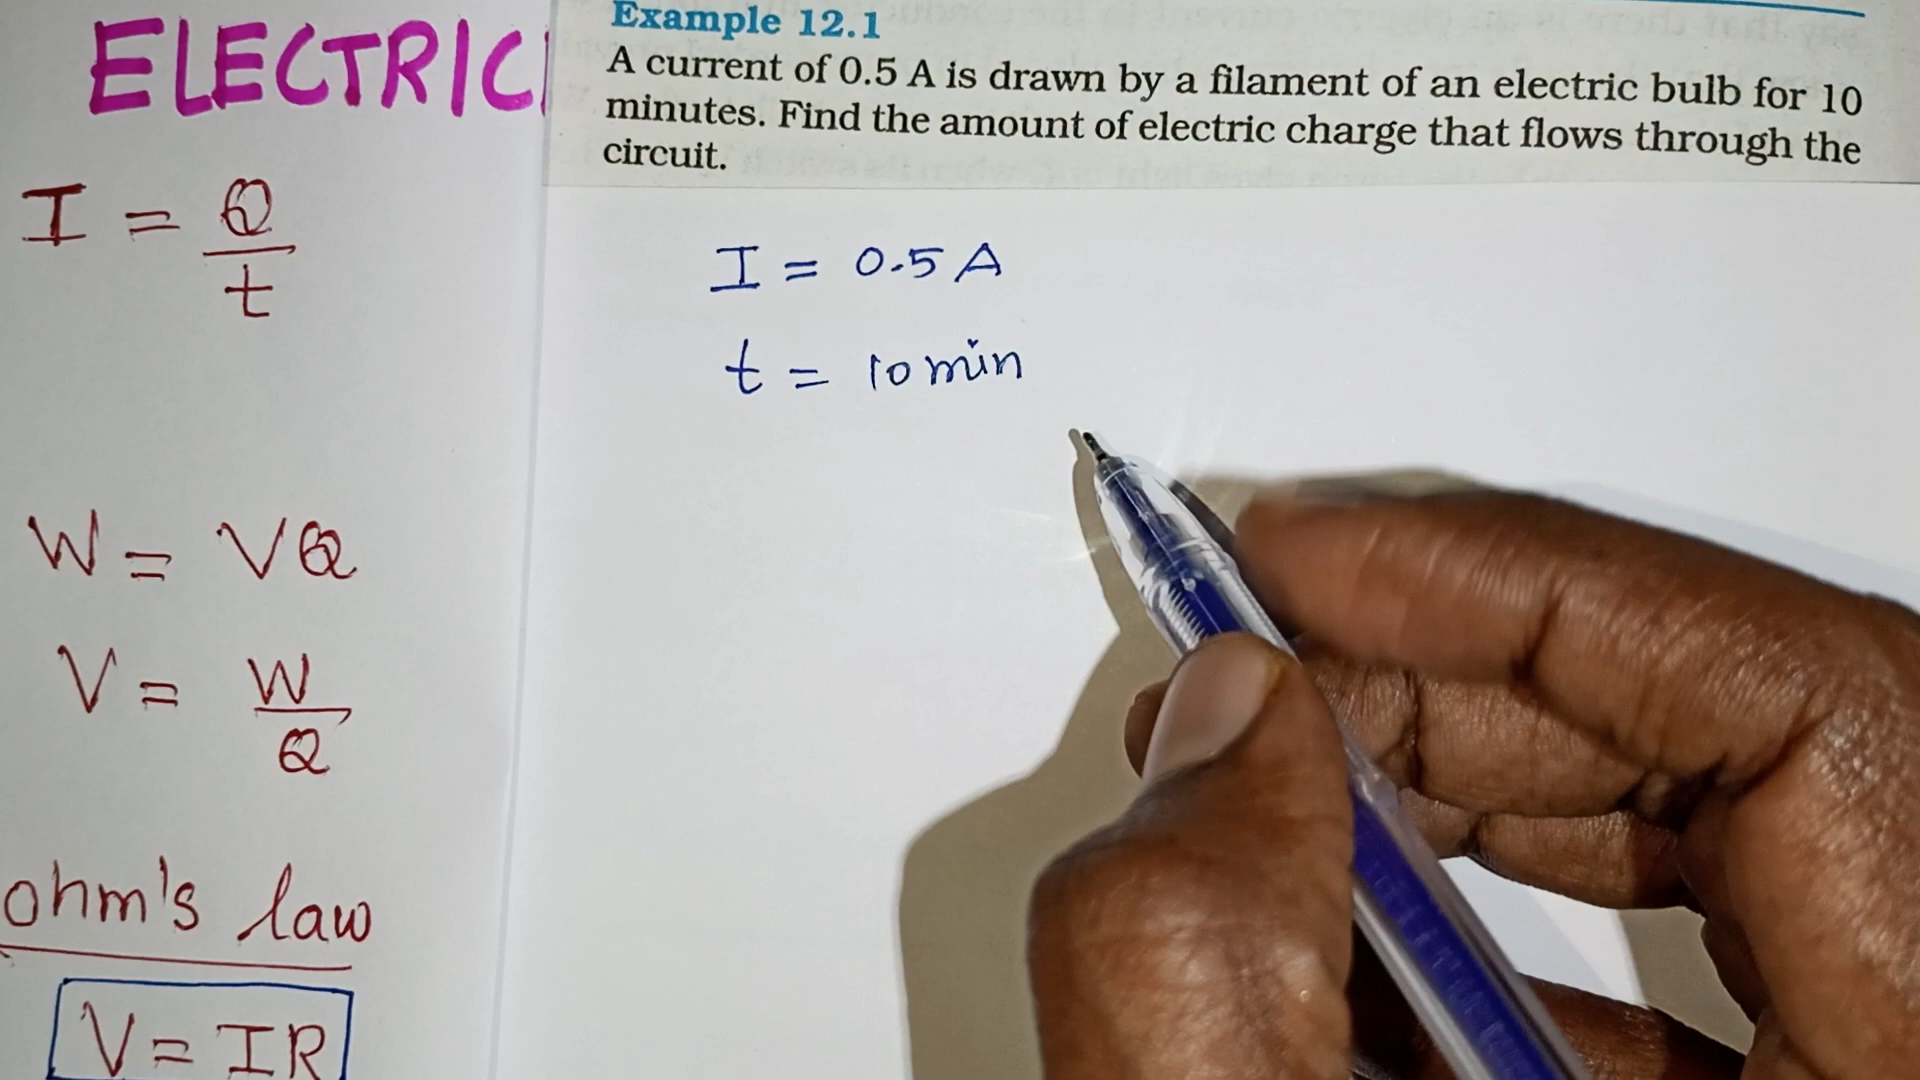 ELECTRIC
I = Q
t
W = VQ
V = W
Q
ohm's law
V = IR
Example 12.1
A current of 0.5 A is drawn by a filament of an electric bulb for 10
minutes. Find the amount of electric charge that flows through the
circuit.
I = 0.5 A
t = 10 min